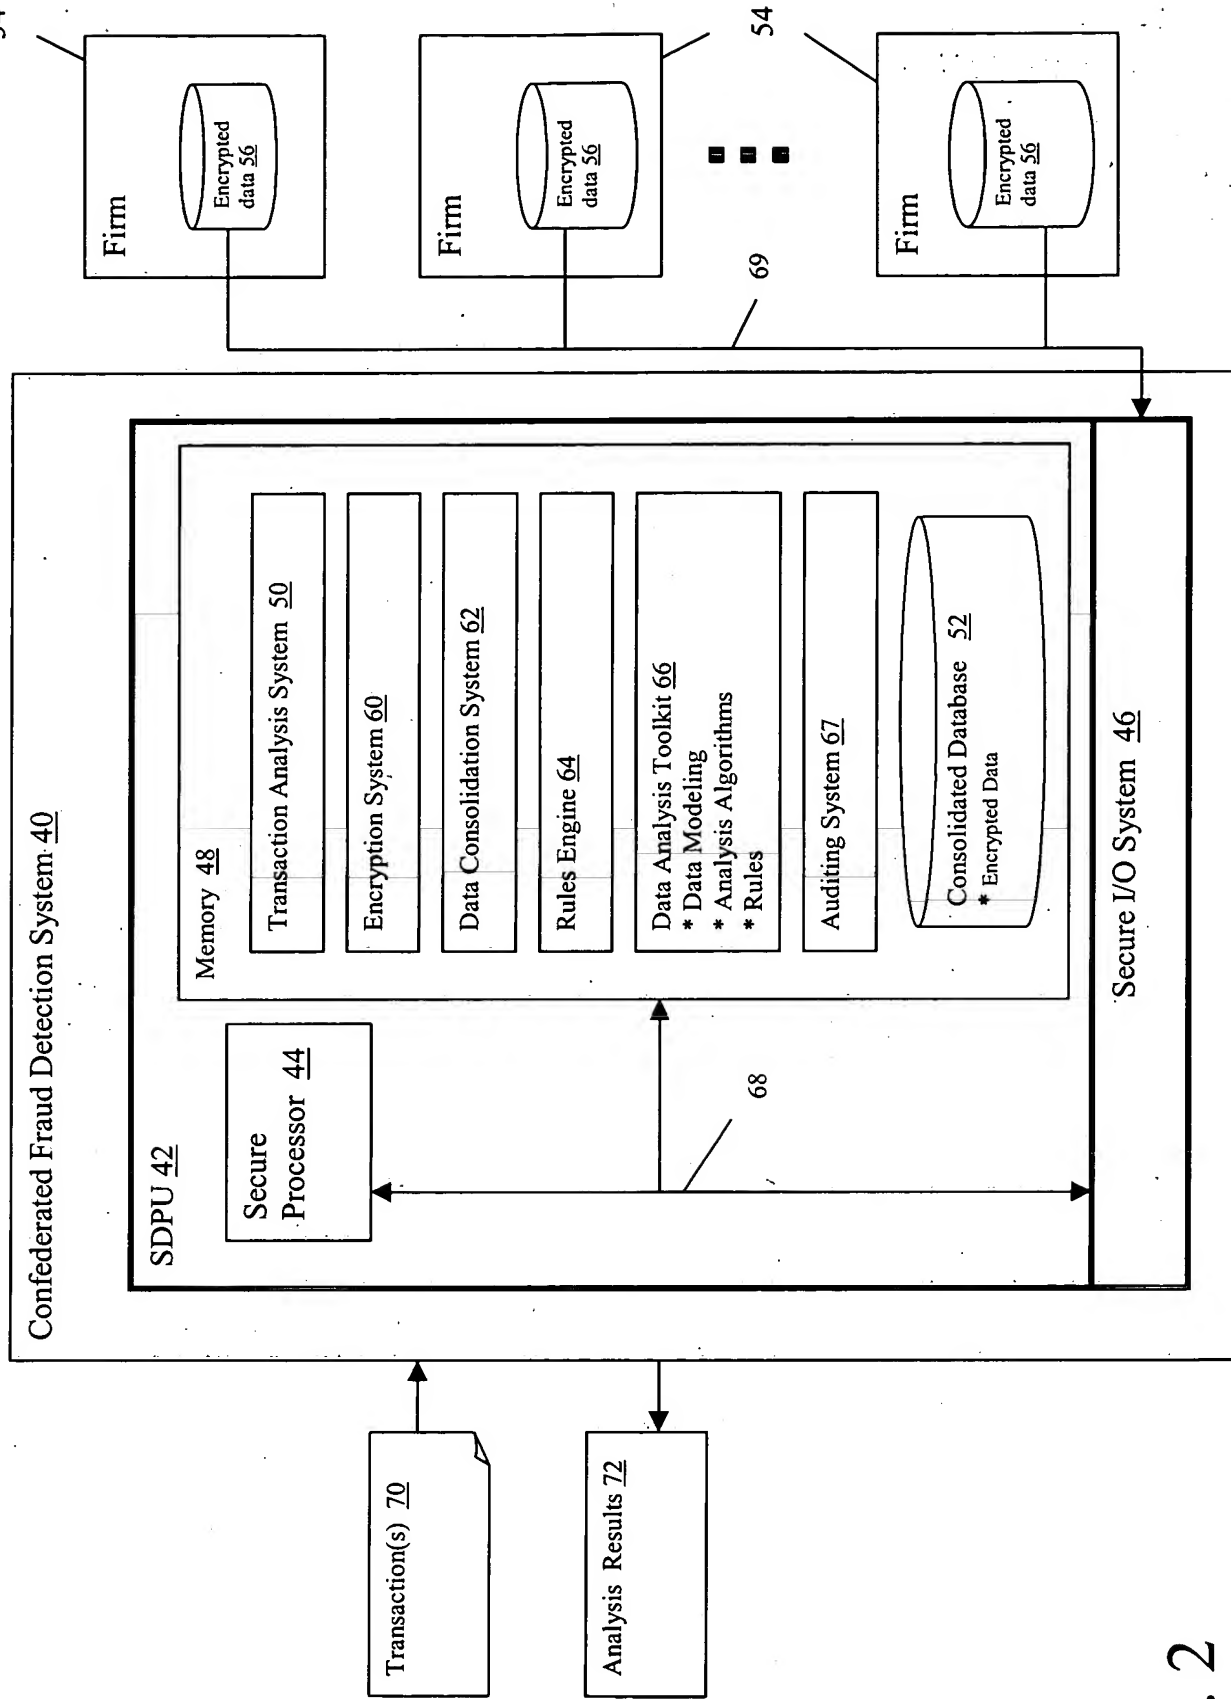 Confederated Fraud Detection System 40
SDPU 42
Secure
Processor 44
Memory 48
Transaction Analysis System 50
Encryption System 60
Data Consolidation System 62
Rules Engine 64
Data Analysis Toolkit 66
* Data Modeling
* Analysis Algorithms
* Rules
Auditing System 67
Consolidated Database 52
* Encrypted Data
Secure I/O System 46
68
Transaction(s) 70
Analysis Results 72
Firm
Encrypted
data 56
Firm
Encrypted
data 56
54
Firm
Encrypted
data 56
69
2